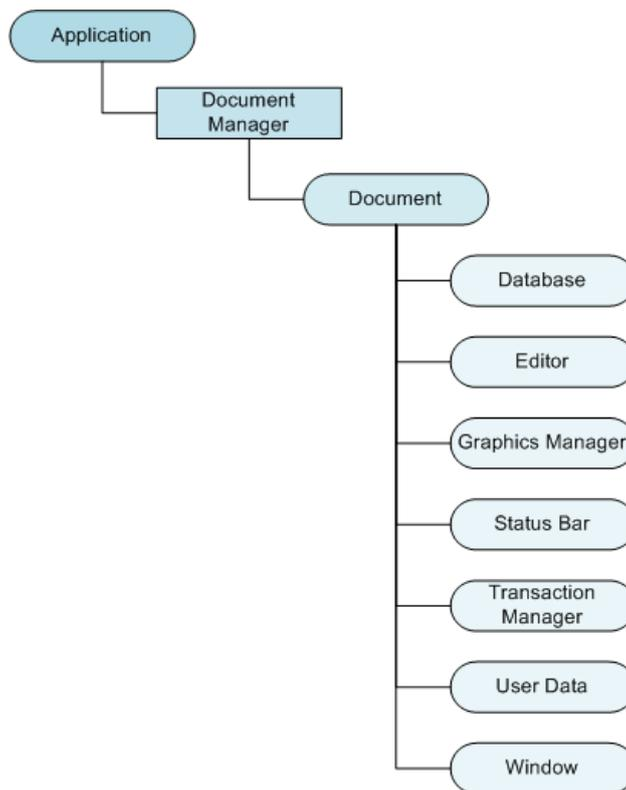 Application
Document
Manager
Document
Database
Editor
Graphics Manager
Status Bar
Transaction
Manager
User Data
Window